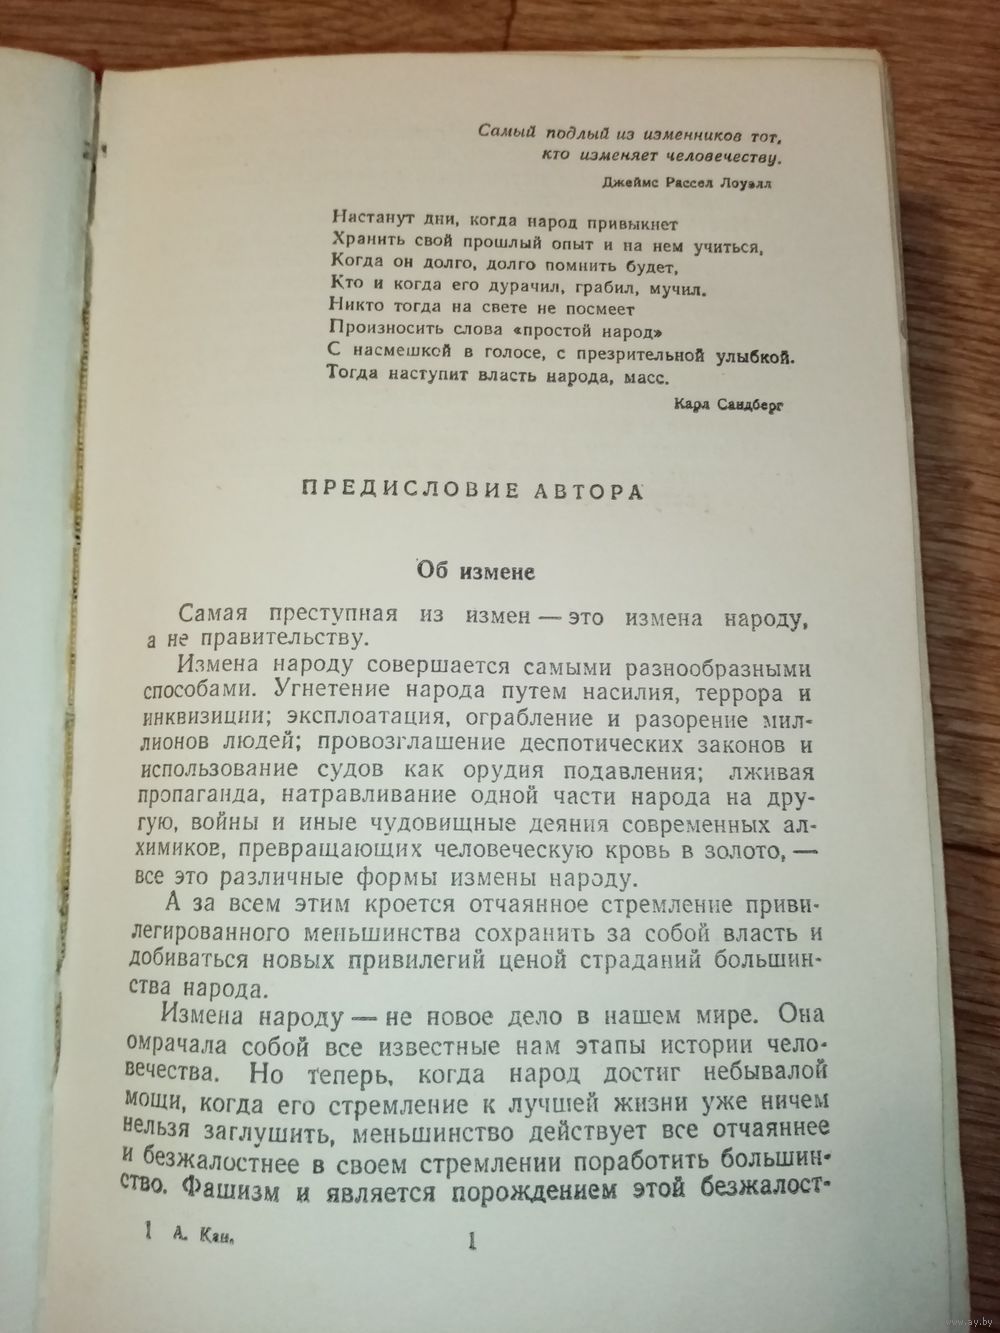 Самый подлый из изменников тот,
кто изменяет человечеству.
Джеймс Рассел Лоуэлл
Настанут дни, когда народ привыкнет
Хранить свой прошлый опыт и на нем учиться,
Когда он долго, долго помнить будет,
Кто и когда его дурачил, грабил, мучил.
Никто тогда на свете не посмеет
Произносить слова «простой народ»
С насмешкой в голосе, с презрительной улыбкой.
Тогда наступит власть народа, масс.
Карл Сандберг
ПРЕДИСЛОВИЕ АВТОРА
Об измене
Самая преступная из измен — это измена народу,
а не правительству.
Измена народу совершается самыми разнообразными
способами. Угнетение народа путем насилия, террора и
инквизиции; эксплоатация, ограбление и разорение мил-
лионов людей; провозглашение деспотических законов и
использование судов как орудия подавления; лживая
пропаганда, натравливание одной части народа на дру-
гую, войны и иные чудовищные деяния современных ал-
химиков, превращающих человеческую кровь в золото, —
все это различные формы измены народу.
А за всем этим кроется отчаянное стремление приви-
легированного меньшинства сохранить за собой власть и
добиваться новых привилегий ценой страданий большин-
ства народа.
Измена народу — не новое дело в нашем мире. Она
омрачала собой все известные нам этапы истории чело-
вечества. Но теперь, когда народ достиг небывалой
мощи, когда его стремление к лучшей жизни уже ничем
нельзя заглушить, меньшинство действует все отчаяннее
и безжалостнее в своем стремлении поработить большин-
ство. Фашизм и является порождением этой безжалост-
1 А. Кан.
1
www.ay.by